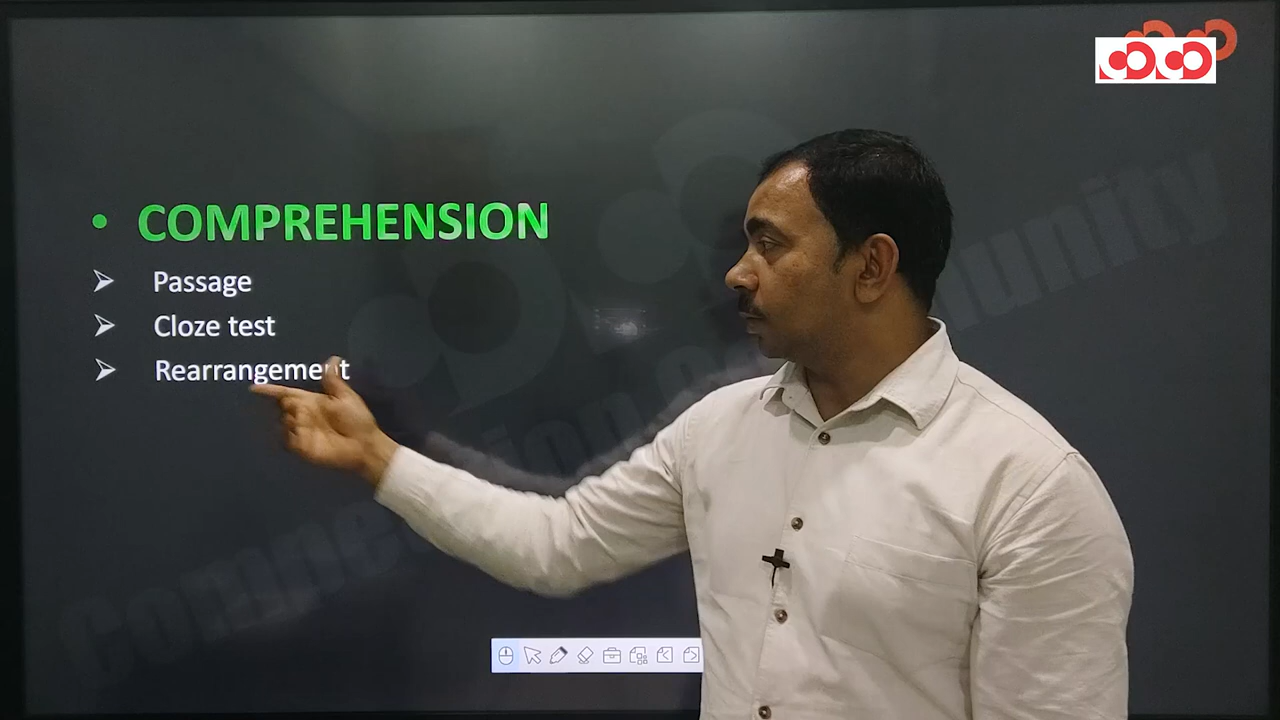 • COMPREHENSION
➢ Passage
➢ Cloze test
➢ Rearrangement